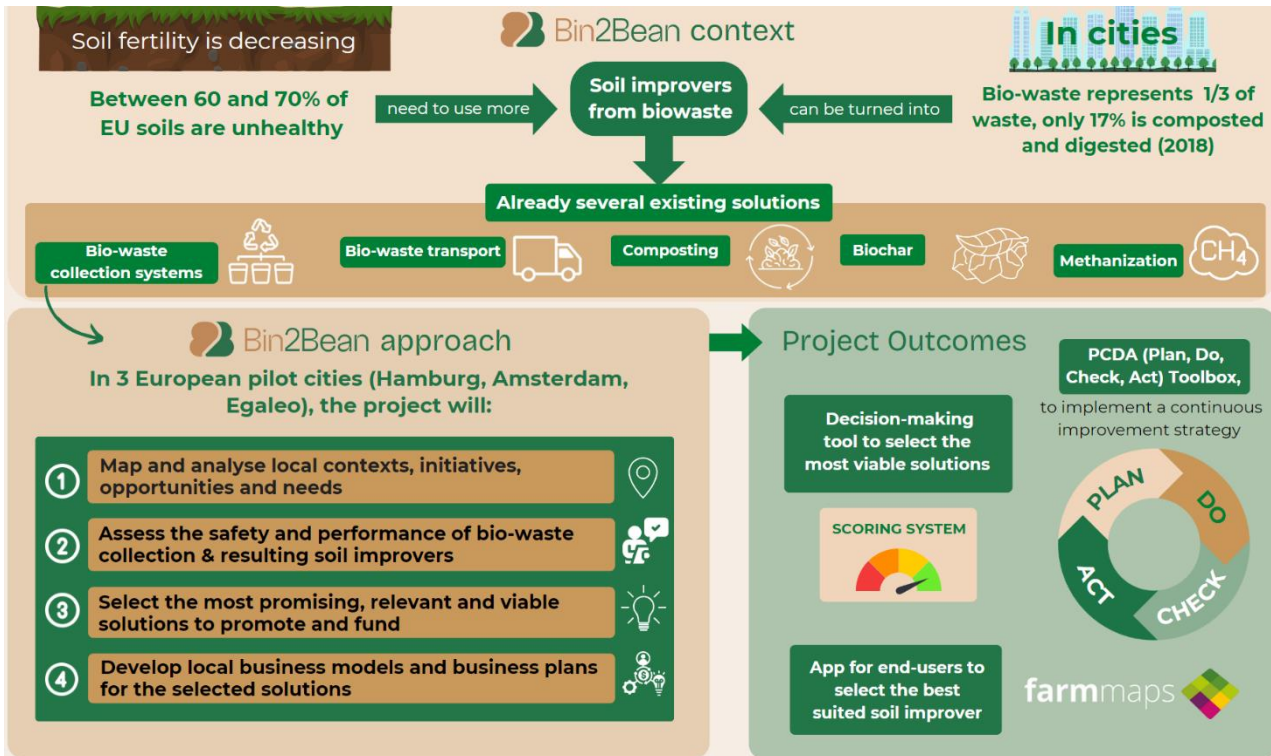 Soil fertility is decreasing
Between 60 and 70% of
EU soils are unhealthy
need to use more
Bin2Bean context
Soil improvers
from biowaste
can be turned into
In cities
Bio-waste represents 1/3 of
waste, only 17% is composted
and digested (2018)
Already several existing solutions
Bio-waste
collection systems
Bio-waste transport
Composting
Biochar
Methanization
CH4
Bin2Bean approach
In 3 European pilot cities (Hamburg, Amsterdam,
Egaleo), the project will:
1
Map and analyse local contexts, initiatives,
opportunities and needs
2
Assess the safety and performance of bio-waste
collection & resulting soil improvers
3
Select the most promising, relevant and viable
solutions to promote and fund
4
Develop local business models and business plans
for the selected solutions
Project Outcomes
Decision-making
tool to select the
most viable solutions
SCORING SYSTEM
App for end-users to
select the best
suited soil improver
PCDA (Plan, Do,
Check, Act) Toolbox,
to implement a continuous
improvement strategy
PLAN
DO
CHECK
ACT
farmmaps